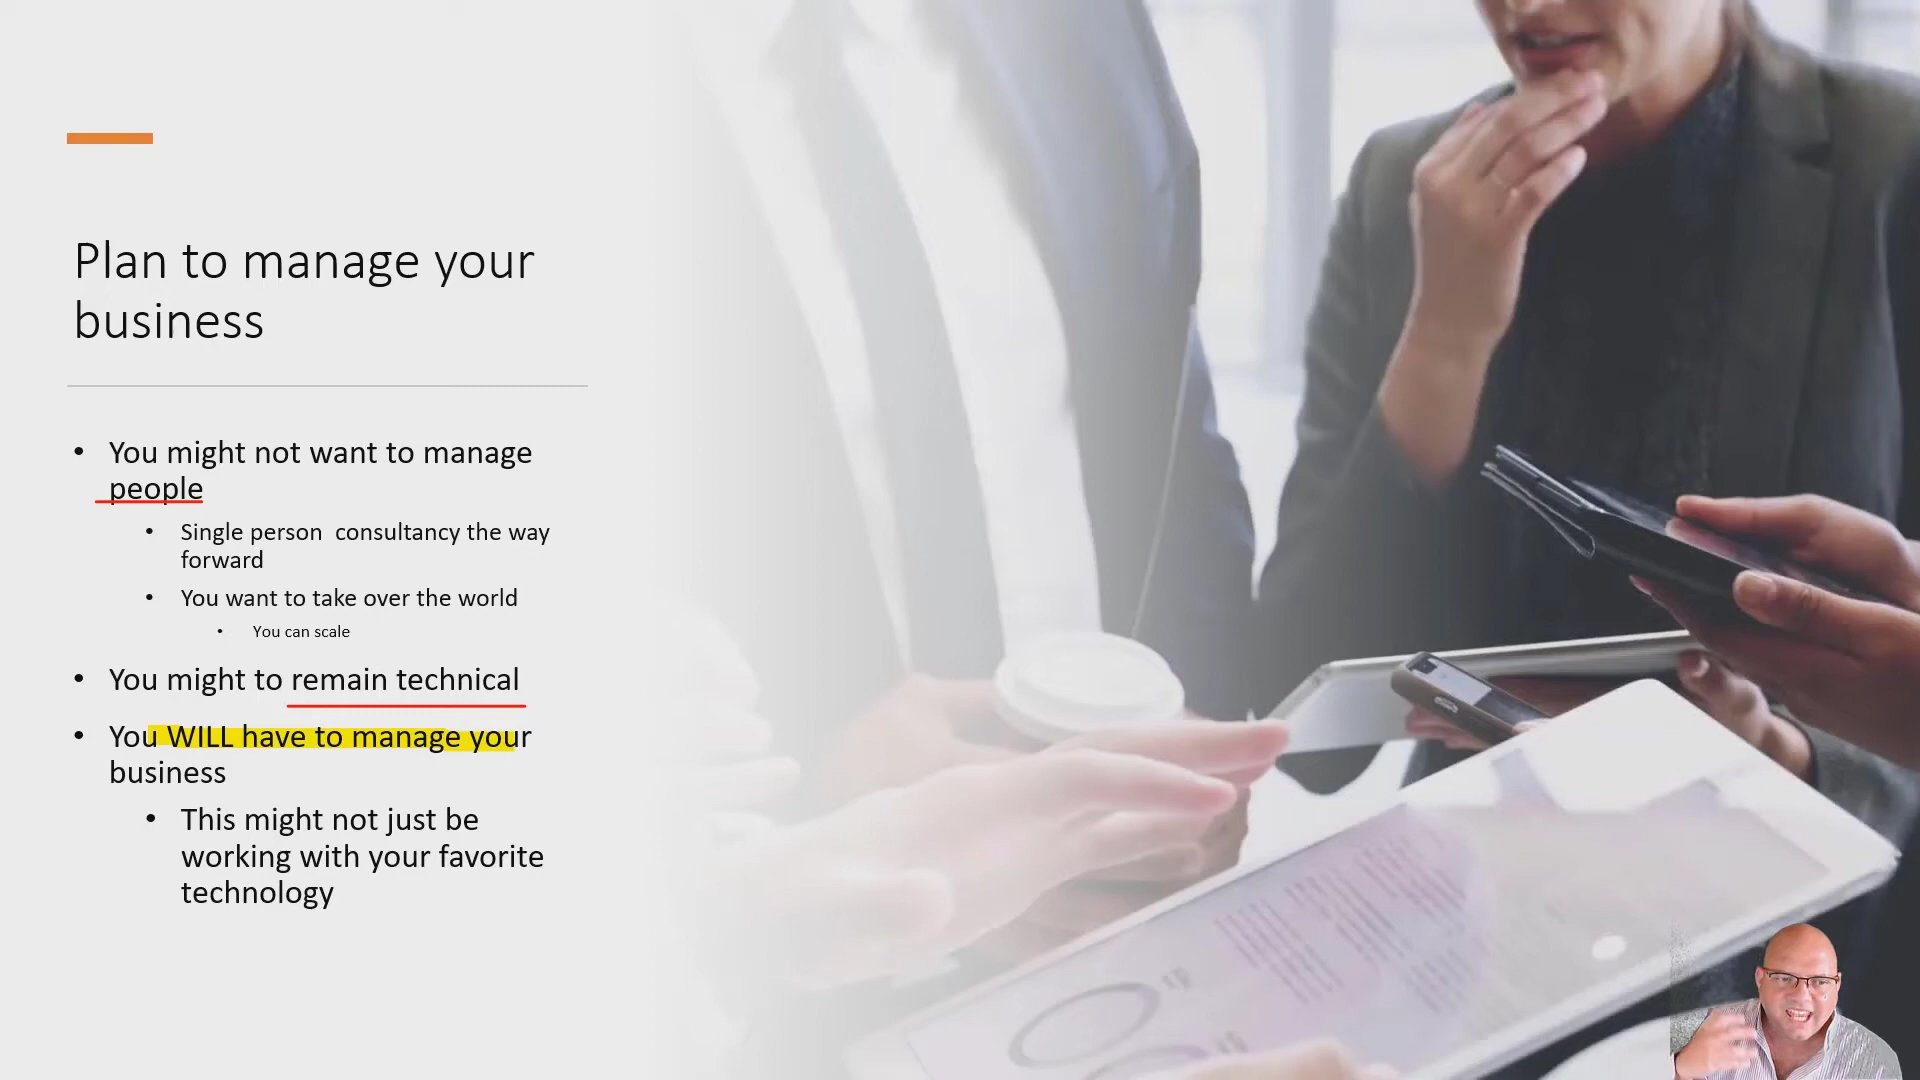 Plan to manage your
business
• You might not want to manage
people
• Single person consultancy the way
forward
• You want to take over the world
• You can scale
• You might to remain technical
• You WILL have to manage your
business
• This might not just be
working with your favorite
technology